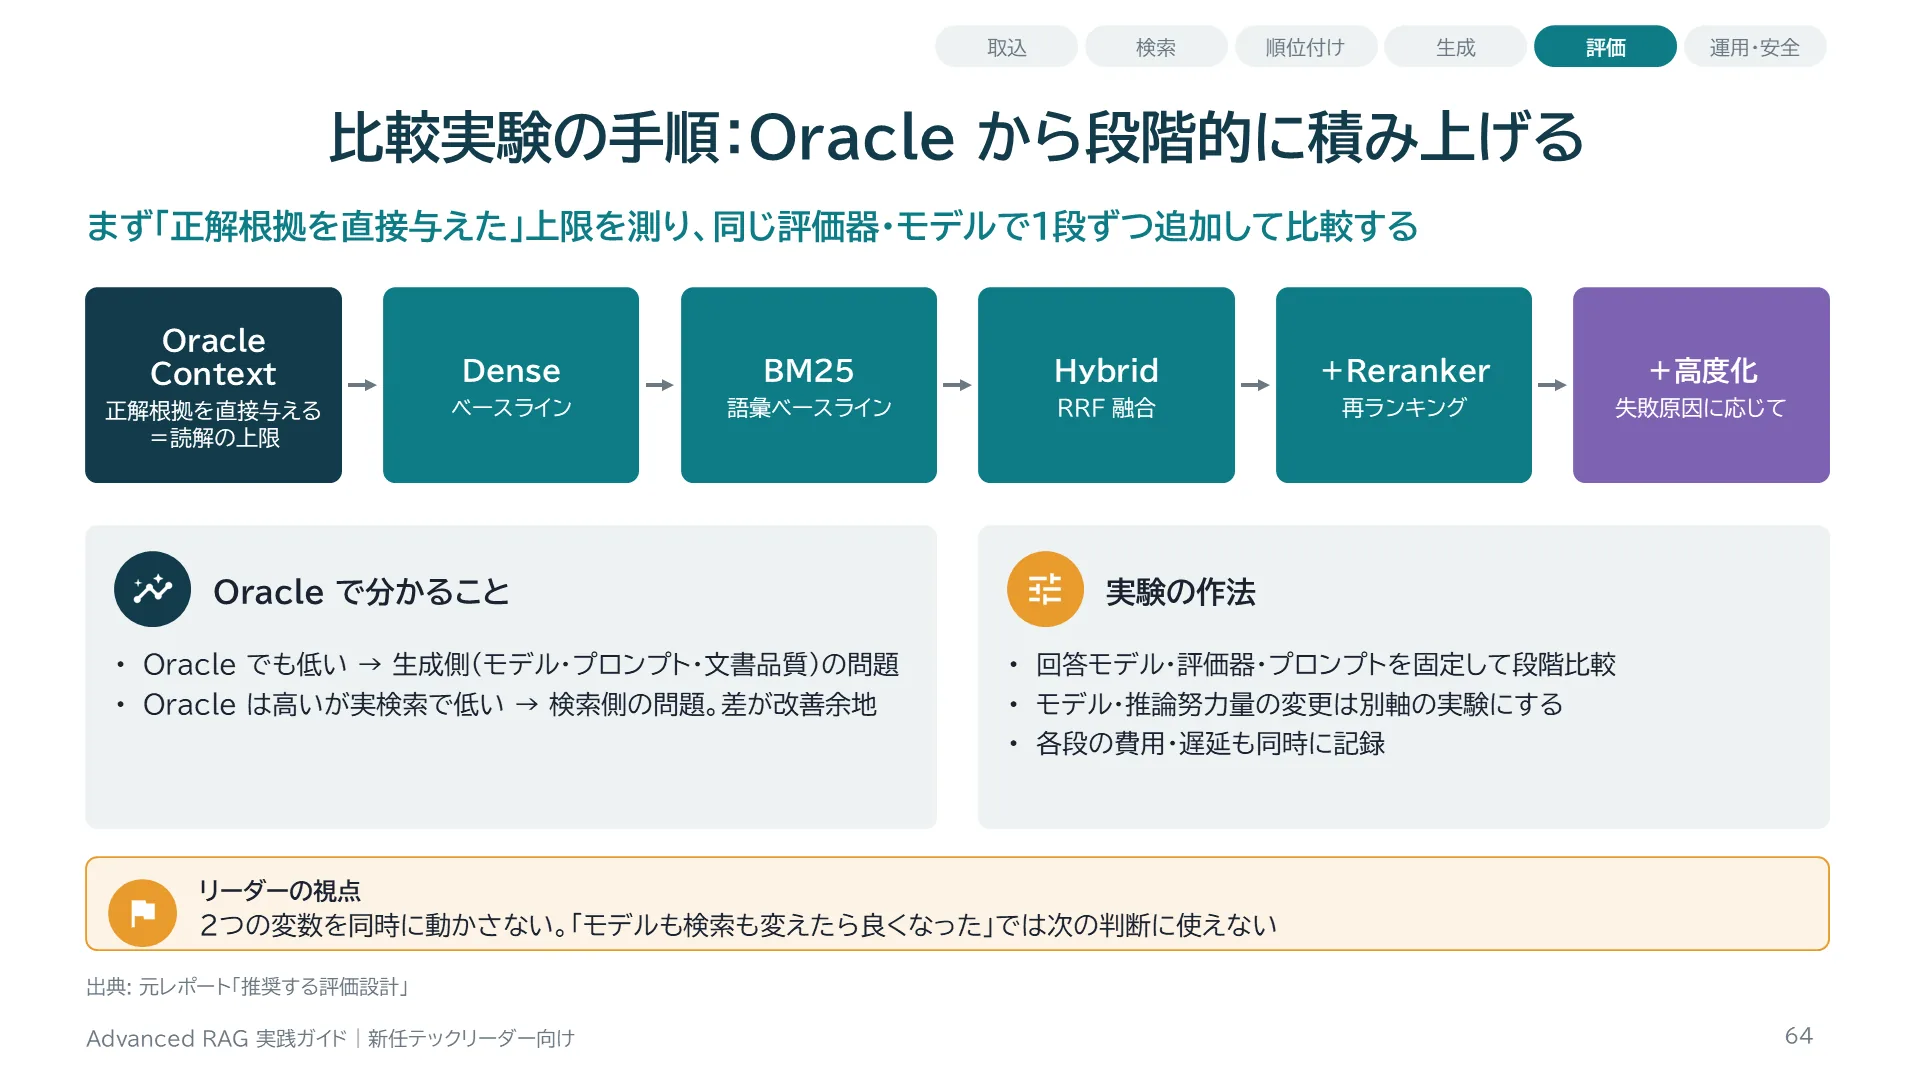 取込
検索
順位付け
生成
評価
運用・安全
比較実験の手順：Oracle から段階的に積み上げる
まず「正解根拠を直接与えた」上限を測り、同じ評価器・モデルで1段ずつ追加して比較する
Oracle
Context
正解根拠を直接与える
＝読解の上限
Dense
ベースライン
BM25
語彙ベースライン
Hybrid
RRF 融合
＋Reranker
再ランキング
＋高度化
失敗原因に応じて
Oracle で分かること
• Oracle でも低い → 生成側（モデル・プロンプト・文書品質）の問題
• Oracle は高いが実検索で低い → 検索側の問題。差が改善余地
実験の作法
• 回答モデル・評価器・プロンプトを固定して段階比較
• モデル・推論努力量の変更は別軸の実験にする
• 各段の費用・遅延も同時に記録
リーダーの視点
2つの変数を同時に動かさない。「モデルも検索も変えたら良くなった」では次の判断に使えない
出典: 元レポート「推奨する評価設計」
Advanced RAG 実践ガイド｜新任テックリーダー向け
64